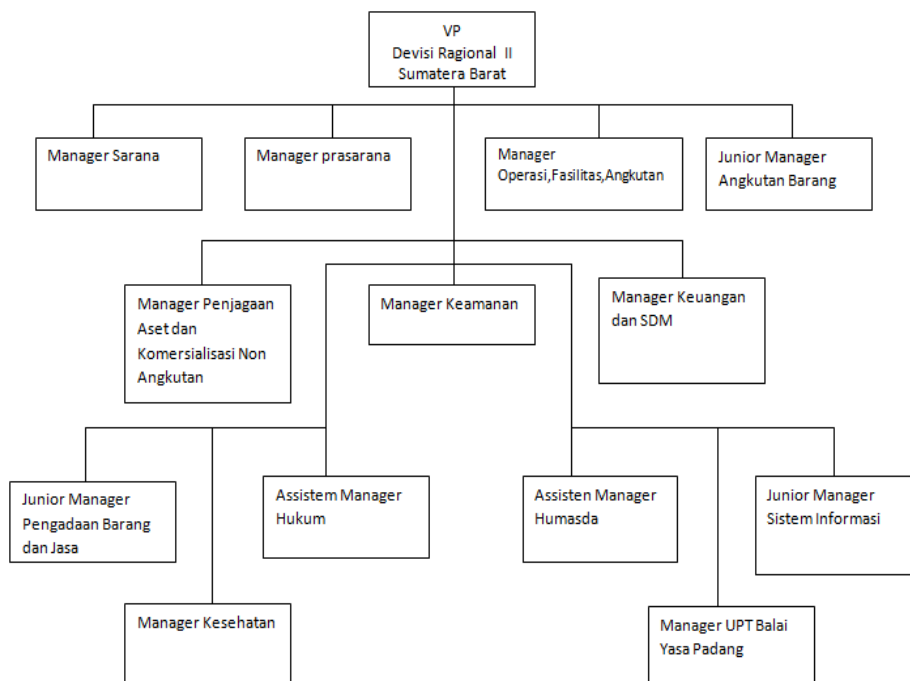 VP
Devisi Ragional II
Sumatera Barat
Manager Sarana
Manager prasarana
Manager
Operasi,Fasilitas,Angkutan
Junior Manager
Angkutan Barang
Manager Penjagaan
Aset dan
Komersialisasi Non
Angkutan
Manager Keamanan
Manager Keuangan
dan SDM
Junior Manager
Pengadaan Barang
dan Jasa
Assistem Manager
Hukum
Assisten Manager
Humasda
Junior Manager
Sistem Informasi
Manager Kesehatan
Manager UPT Balai
Yasa Padang